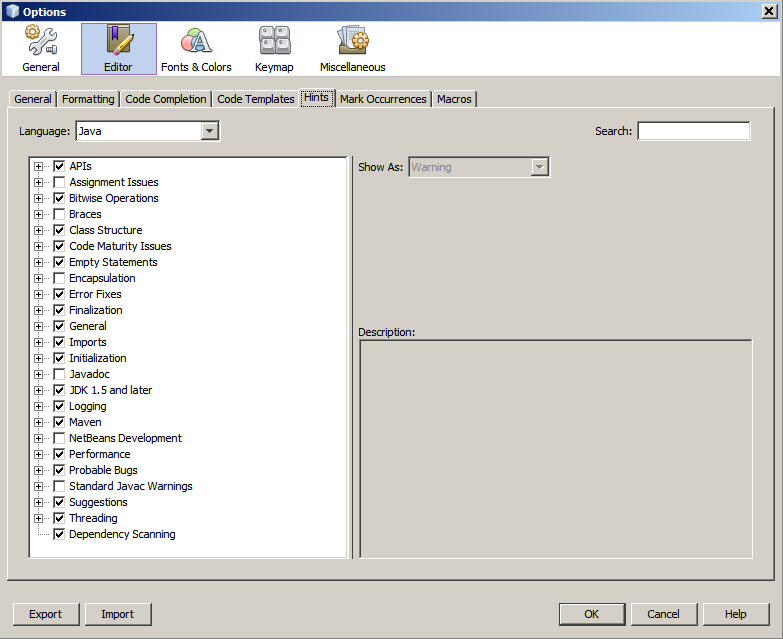 Options
General Editor Fonts & Colors Keymap Miscellaneous
General Formatting Code Completion Code Templates Hints Mark Occurrences Macros
Language: Java Search:
APIs
Show As: Warning
Assignment Issues
Bitwise Operations
Braces
Class Structure
Code Maturity Issues
Empty Statements
Encapsulation
Error Fixes
Finalization
General
Imports
Initialization
Javadoc
JDK 1.5 and later
Logging
Maven
NetBeans Development
Performance
Probable Bugs
Standard Javac Warnings
Suggestions
Threading
Dependency Scanning
Description:
Export Import OK Cancel Help